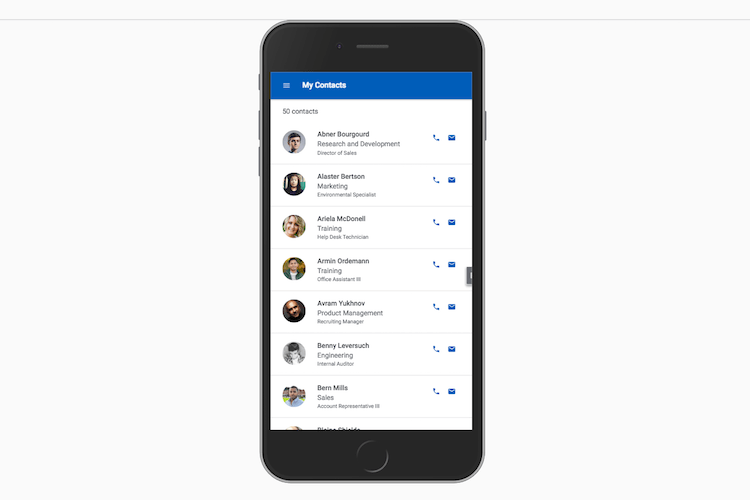 My Contacts
50 contacts
Abner Bourgourd
Research and Development
Director of Sales
Alaster Bertson
Marketing
Environmental Specialist
Ariela McDonell
Training
Help Desk Technician
Armin Ordemann
Training
Office Assistant III
Avram Yukhnov
Product Management
Recruiting Manager
Benny Leversuch
Engineering
Internal Auditor
Bern Mills
Sales
Account Representative III